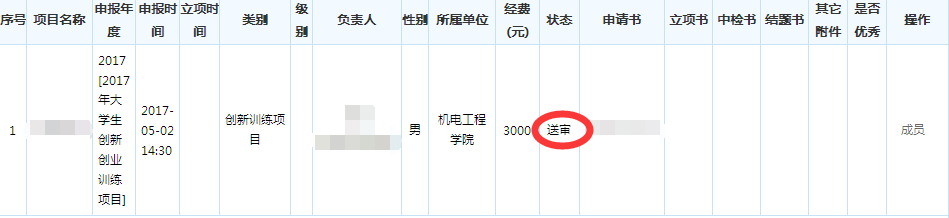 序号 项目名称 申报年度 申报时间 立项时间 类别 级别 负责人 性别 所属单位 经费(元) 状态 申请书 立项书 中检书 结题书 其它附件 是否优秀 操作
1
2017
[2017
年大
学生
创新
创业
训练
项目]
2017-
05-02
14:30
创新训练项
目
男
机电工程
学院
3000
送审
成员